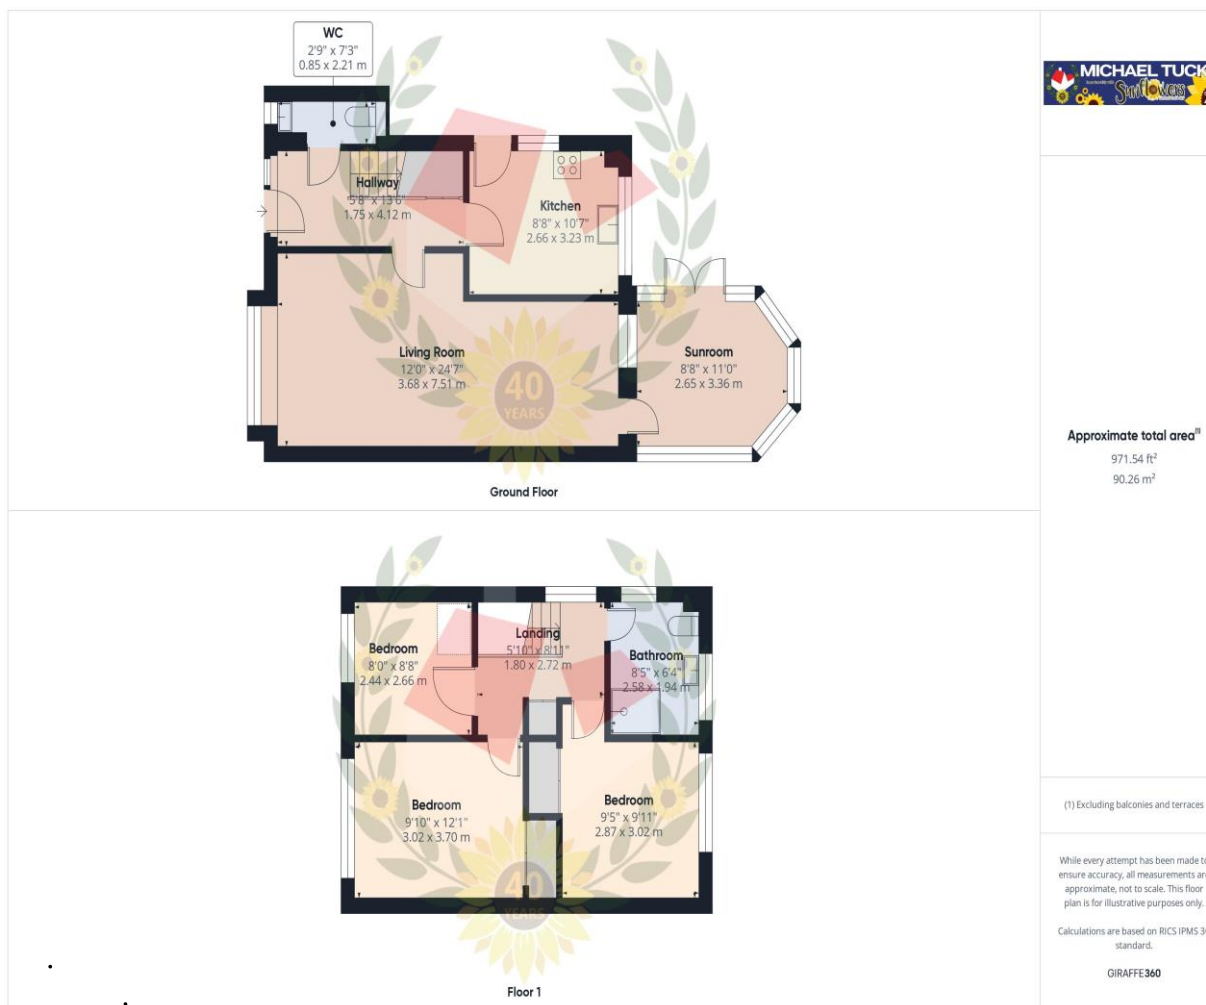 WC
2'9" x 7'3"
0.85 x 2.21 m
Hallway
5'8" x 13'6"
1.75 x 4.12 m
Kitchen
8'8" x 10'7"
2.66 x 3.23 m
Living Room
12'0" x 24'7"
3.68 x 7.51 m
Sunroom
8'8" x 11'0"
2.65 x 3.36 m
40
YEARS
Ground Floor
MICHAEL TUCK
Sunflowers
Approximate total area(1)
971.54 ft²
90.26 m²
Bedroom
8'0" x 8'8"
2.44 x 2.66 m
Landing
5'10" x 8'11"
1.80 x 2.72 m
Bathroom
8'5" x 6'4"
2.58 x 1.94 m
Bedroom
9'10" x 12'1"
3.02 x 3.70 m
Bedroom
9'5" x 9'11"
2.87 x 3.02 m
40
YEARS
Floor 1
(1) Excluding balconies and terraces
While every attempt has been made to
ensure accuracy, all measurements are
approximate, not to scale. This floor
plan is for illustrative purposes only.
Calculations are based on RICS IPMS 3
standard.
GIRAFFE360